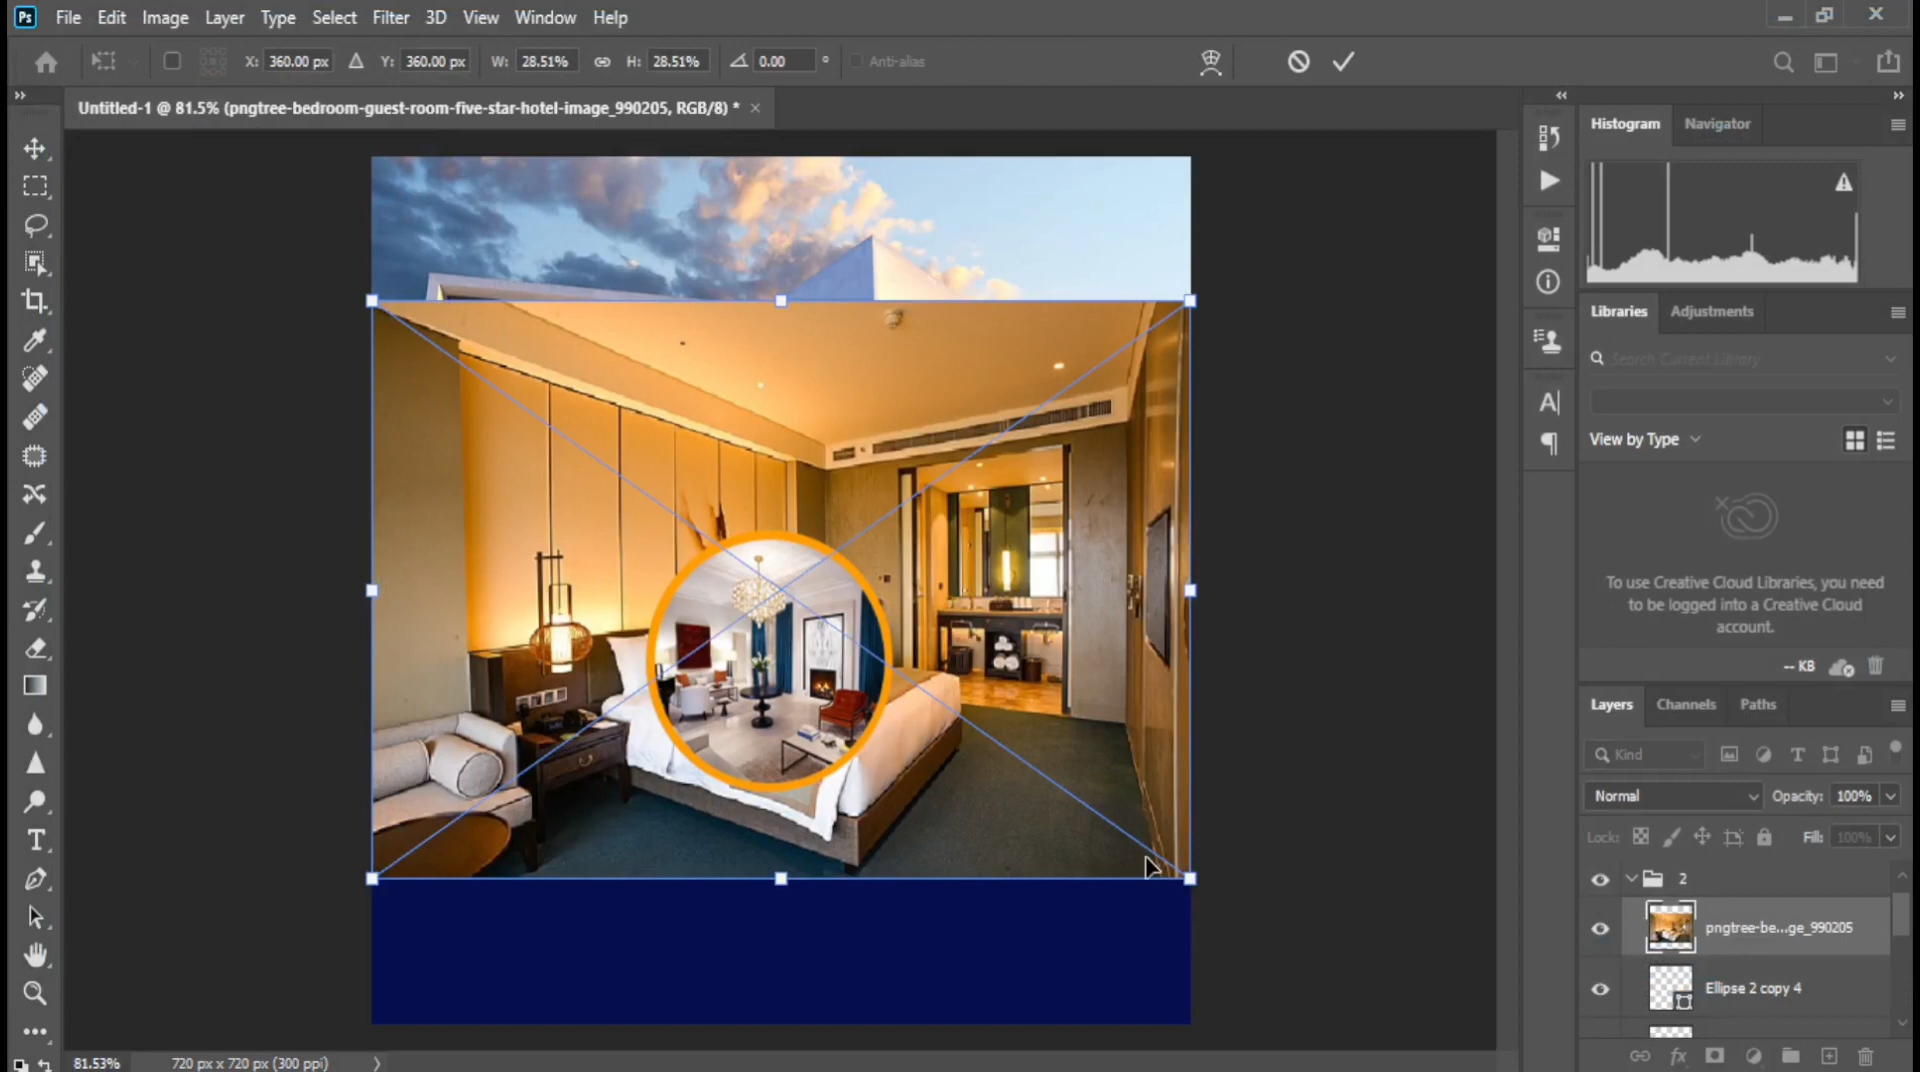 Ps File Edit Image Layer Type Select Filter 3D View Window Help
X: 360.00 px Y: 360.00 px W: 28.51% H: 28.51% 0.00 ° Anti-alias
Untitled-1 @ 81.5% (pngtree-bedroom-guest-room-five-star-hotel-image_990205, RGB/8) *
Histogram Navigator
Libraries Adjustments
Search Current Library
View by Type
To use Creative Cloud Libraries, you need
to be logged into a Creative Cloud
account.
-- KB
Layers Channels Paths
Kind
Normal Opacity: 100%
Lock: Fill: 100%
2
pngtree-be...ge_990205
Ellipse 2 copy 4
fx
81.53% 720 px x 720 px (300 ppi)